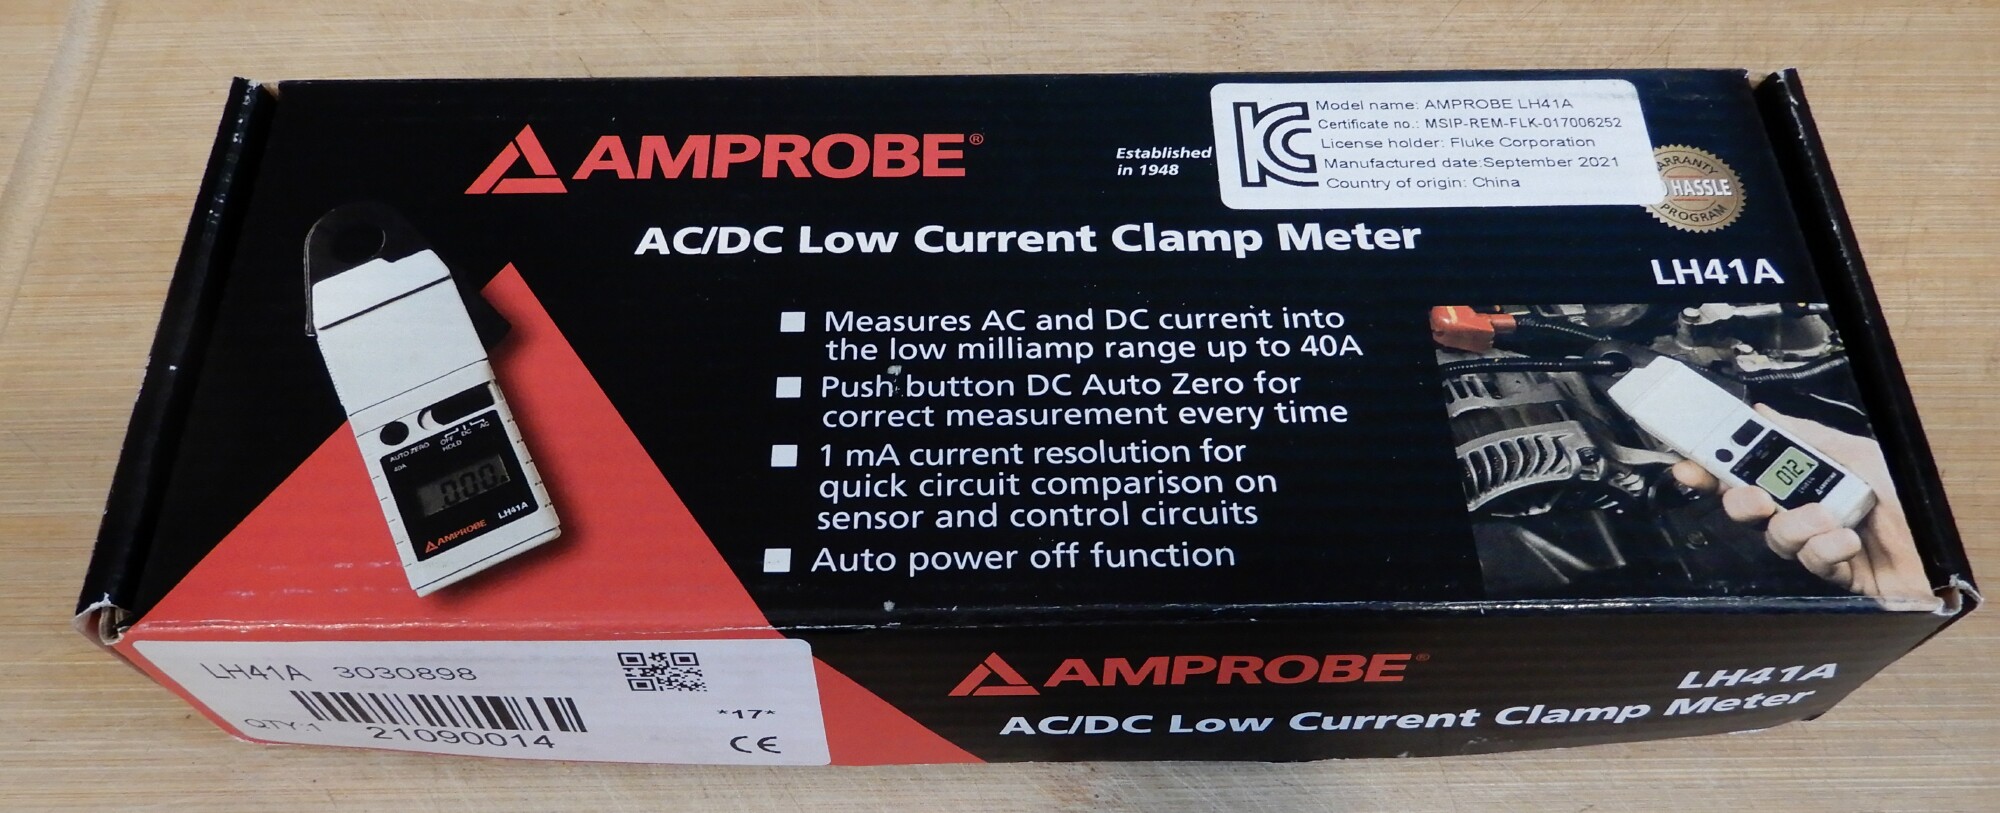 AMPROBE®
Established
in 1948
Model name: AMPROBE LH41A
Certificate no.: MSIP-REM-FLK-017006252
License holder: Fluke Corporation
Manufactured date:September 2021
Country of origin: China
HASSLE
PROGRAM
AC/DC Low Current Clamp Meter
LH41A
■ Measures AC and DC current into
the low milliamp range up to 40A
■ Push button DC Auto Zero for
correct measurement every time
■ 1 mA current resolution for
quick circuit comparison on
sensor and control circuits
■ Auto power off function
AUTO ZERO
OFF DC AC
HOLD
40A
000
AMPROBE LH41A
012 A
AMPROBE
LH41A 3030898
QTY:1
21090014
*17*
CE
AMPROBE®
LH41A
AC/DC Low Current Clamp Meter